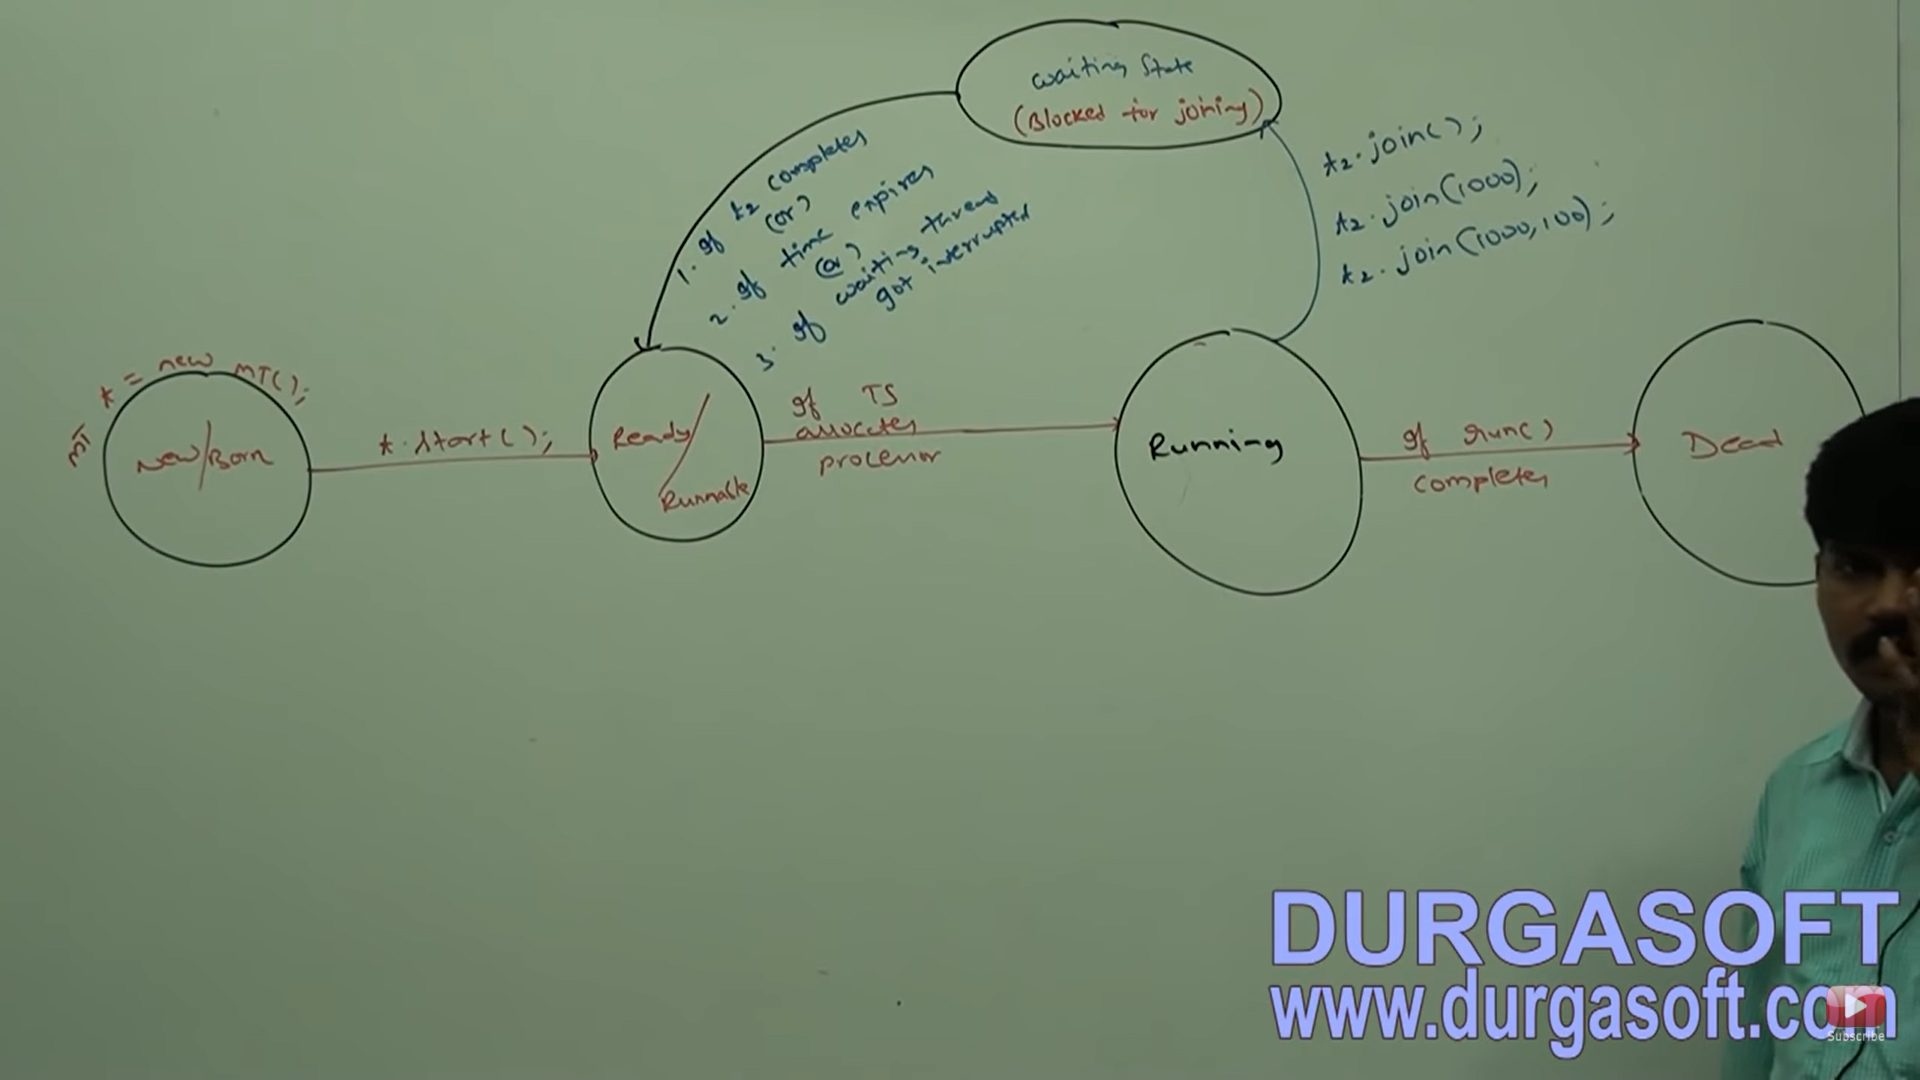 waiting state
(Blocked for joining)
t2.join();
t2.join(1000);
t2.join(1000,100);
1. If t2 completes
(or)
2. If time expires
(or)
3. If waiting thread
got interrupted
MT t = new MT();
New/Born
t.start();
Ready/
Runnable
If TS
allocates
processor
Running
If run()
completes
Dead
DURGASOFT
www.durgasoft.com
Subscribe